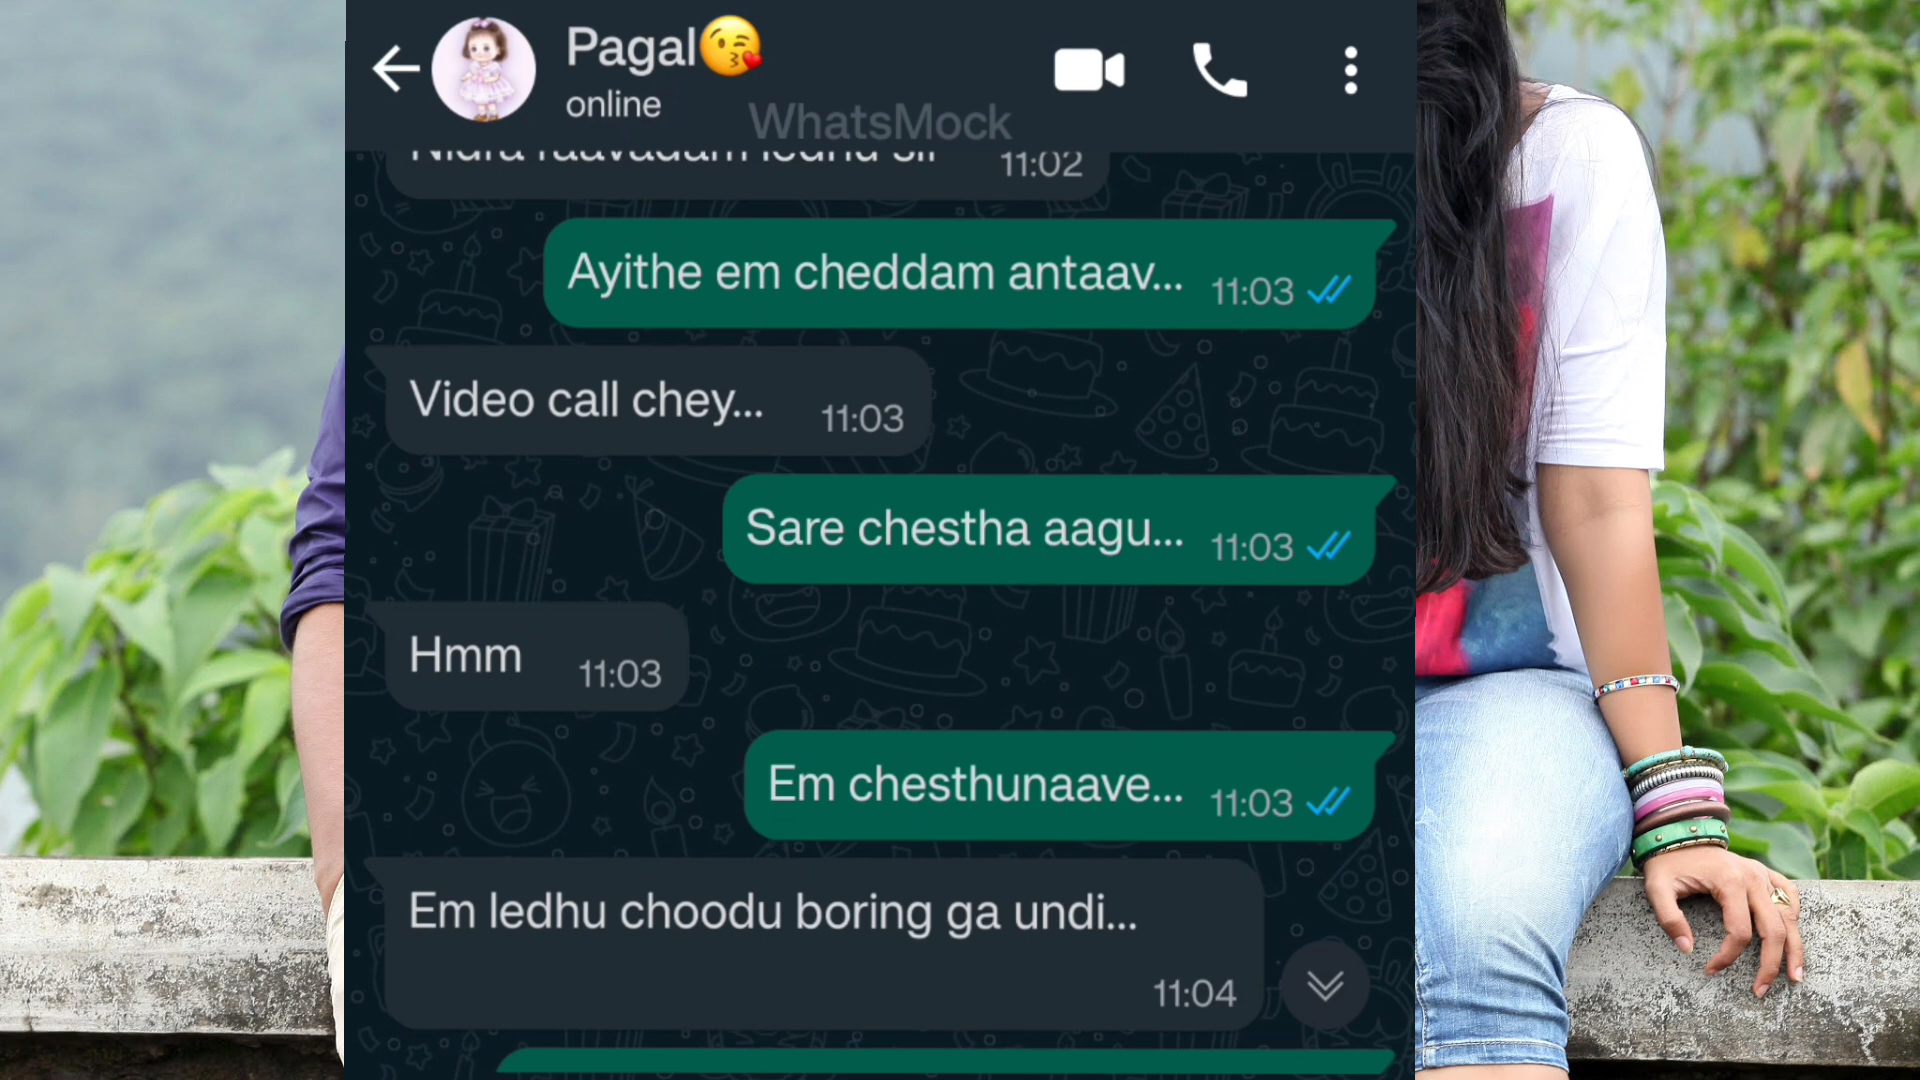 Pagal😘
online
WhatsMock
11:02
Ayithe em cheddam antaav... 11:03
Video call chey... 11:03
Sare chestha aagu... 11:03
Hmm 11:03
Em chesthunaave... 11:03
Em ledhu choodu boring ga undi...
11:04